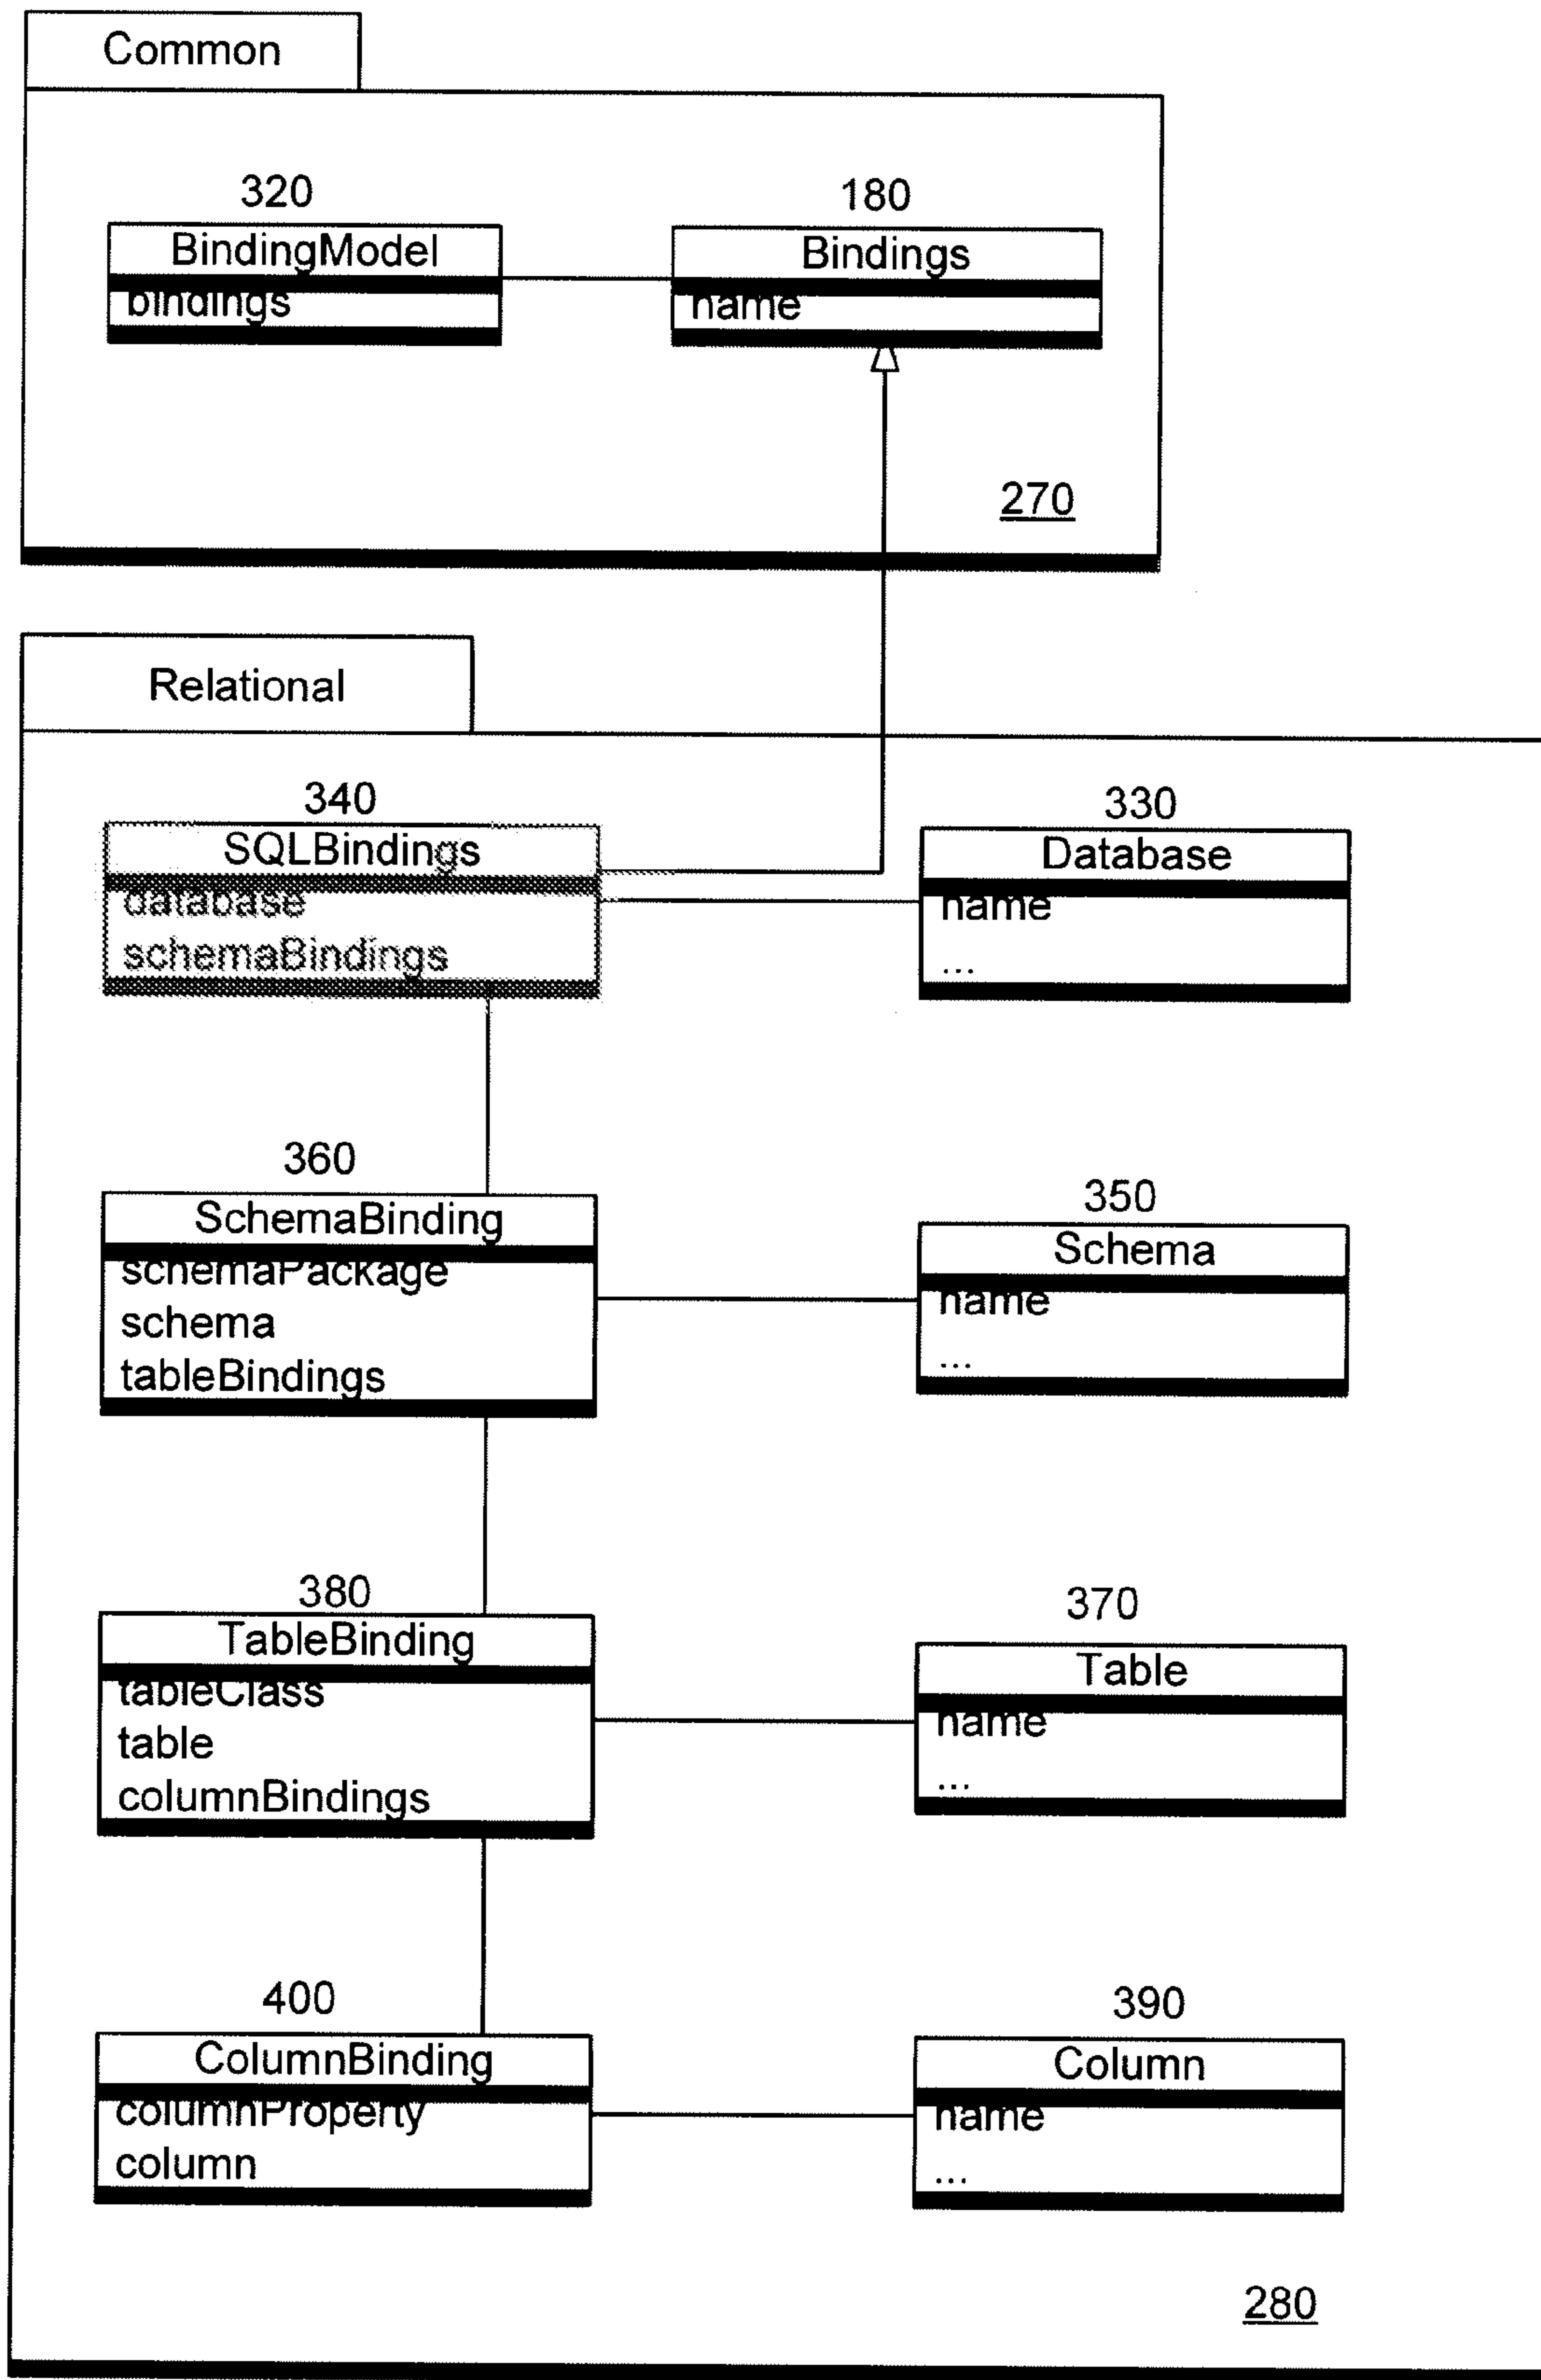 Common
320
180
BindingModel
Bindings
bindings
name
270
Relational
340
330
SQLBindings
Database
database
name
schemaBindings
...
360
350
SchemaBinding
Schema
schemaPackage
name
schema
...
tableBindings
380
370
TableBinding
Table
tableClass
name
table
...
columnBindings
400
390
ColumnBinding
Column
columnProperty
name
column
...
280